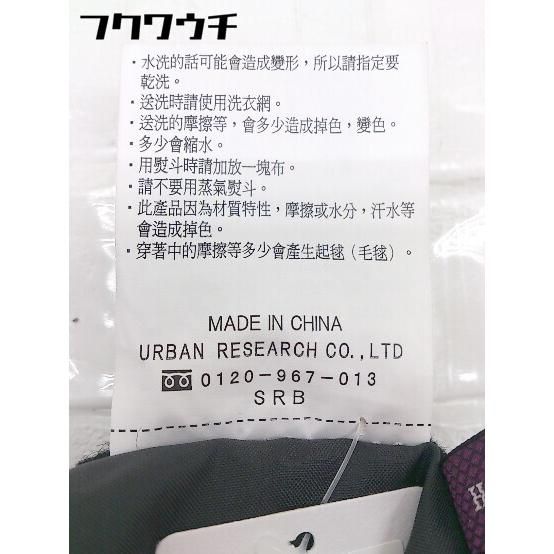 フクワウチ
・水洗的話可能會造成變形，所以請指定要
乾洗。
・送洗時請使用洗衣網。
・送洗的摩擦等，會多少造成掉色，變色。
・多少會縮水。
・用熨斗時請加放一塊布。
・請不要用蒸氣熨斗。
・此產品因為材質特性，摩擦或水分，汗水等
會造成掉色。
・穿著中的摩擦等多少會產生起毬（毛毬）。
MADE IN CHINA
URBAN RESEARCH CO.,LTD
0120-967-013
SRB